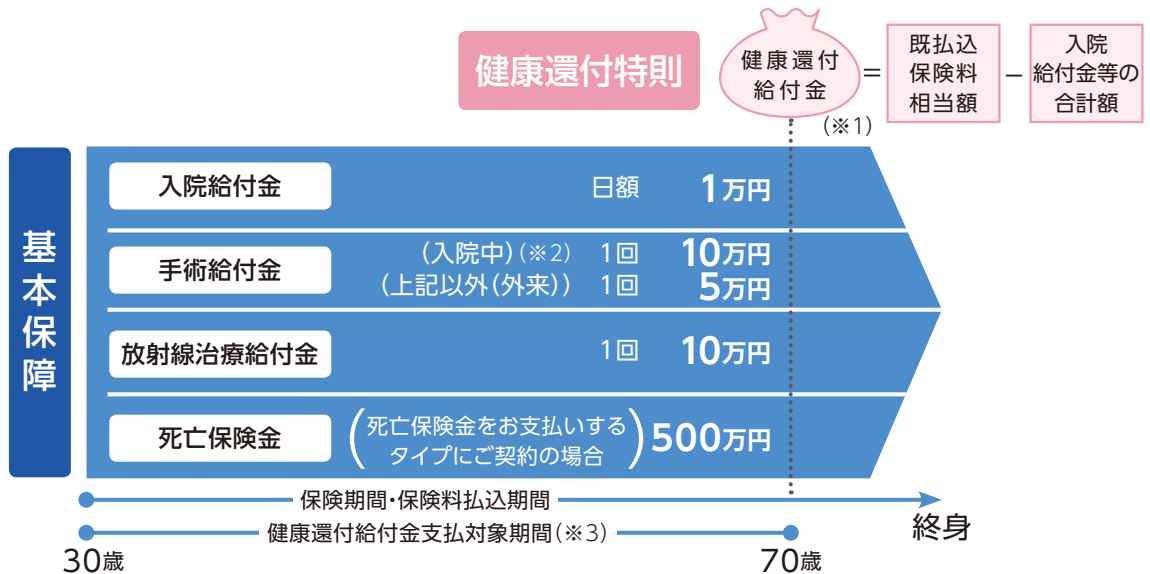 健康還付特則
健康還付
給付金
=
既払込
保険料
相当額
−
入院
給付金等の
合計額
(※1)
基本保障
入院給付金 日額 1万円
手術給付金
(入院中)(※2) 1回 10万円
(上記以外(外来)) 1回 5万円
放射線治療給付金 1回 10万円
死亡保険金
(死亡保険金をお支払いする
タイプにご契約の場合)
500万円
保険期間・保険料払込期間
終身
健康還付給付金支払対象期間(※3)
30歳
70歳